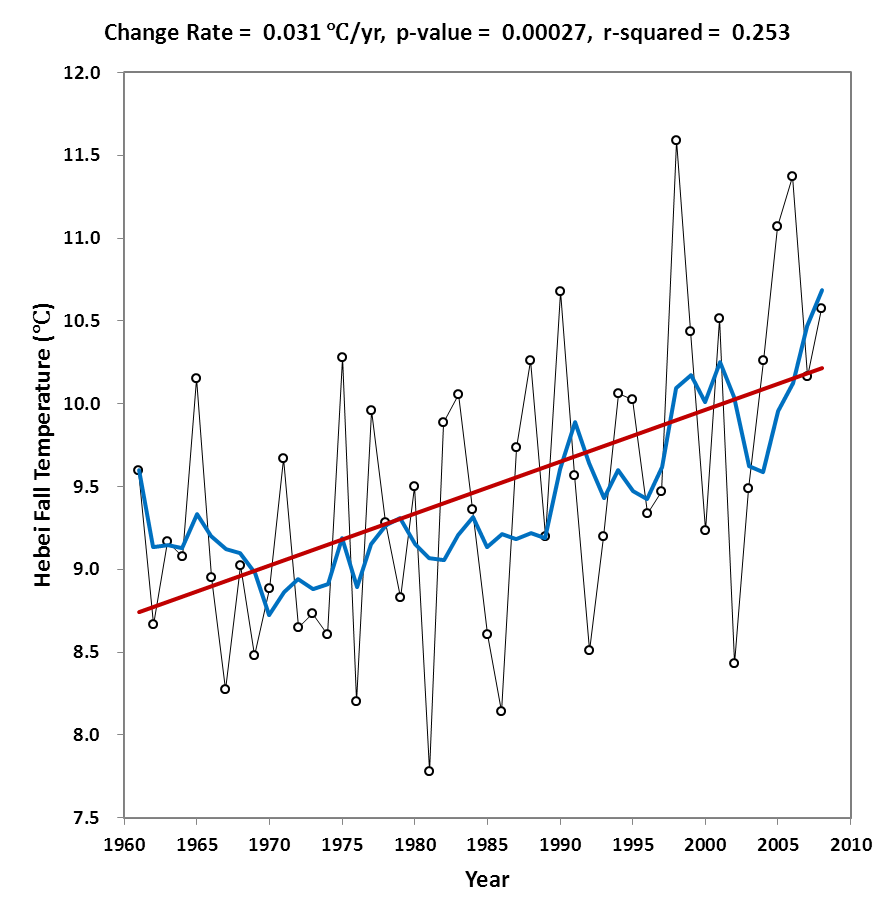 Change Rate = 0.031 ℃/yr, p-value = 0.00027, r-squared = 0.253
12.0
11.5
11.0
10.5
10.0
9.5
9.0
8.5
8.0
7.5
Hebei Fall Temperature (℃)
1960 1965 1970 1975 1980 1985 1990 1995 2000 2005 2010
Year